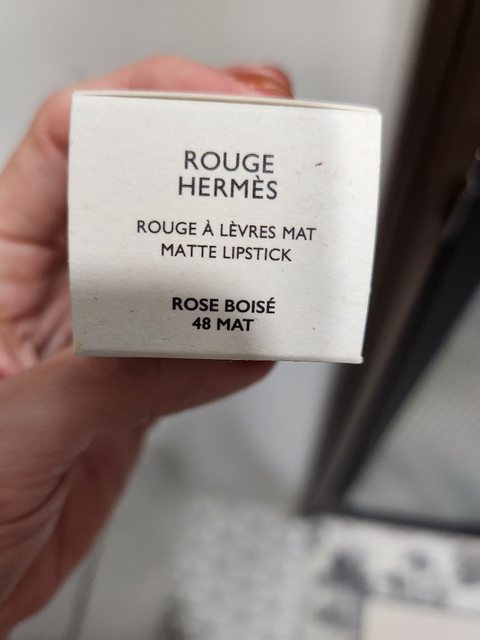 ROUGE
HERMÈS
ROUGE À LÈVRES MAT
MATTE LIPSTICK
ROSE BOISÉ
48 MAT